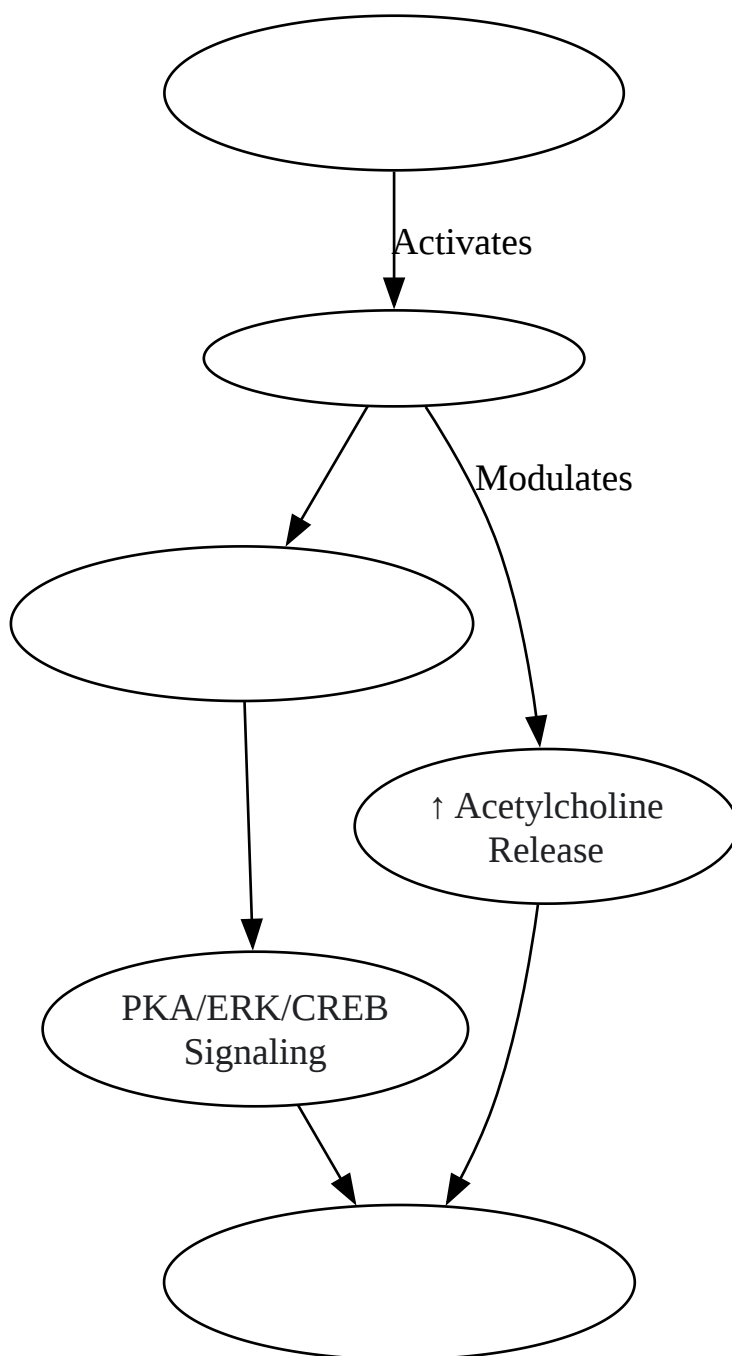 Activates
Modulates
↑ Acetylcholine
Release
PKA/ERK/CREB
Signaling